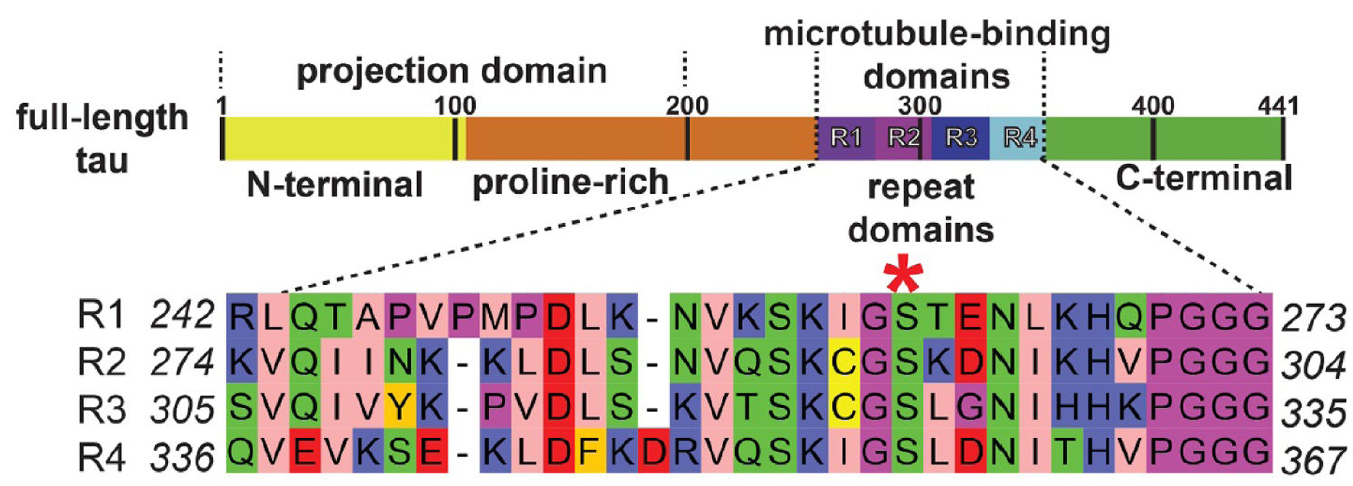 microtubule-binding
projection domain domains
1 100 200 300 400 441
full-length tau
R1 R2 R3 R4
N-terminal proline-rich C-terminal
repeat
domains
*
R1 242 RLQTAPVPMPDLK-NVKSKIGSTENLKHQPGGG 273
R2 274 KVQIINK-KLDLS-NVQSKCGSKDNIKHVPGGG 304
R3 305 SVQIVYK-PVDLS-KVTSKCGSLGNIHHKPGGG 335
R4 336 QVEVKSE-KLDFKDRVQSKIGSLDNITHVPGGG 367